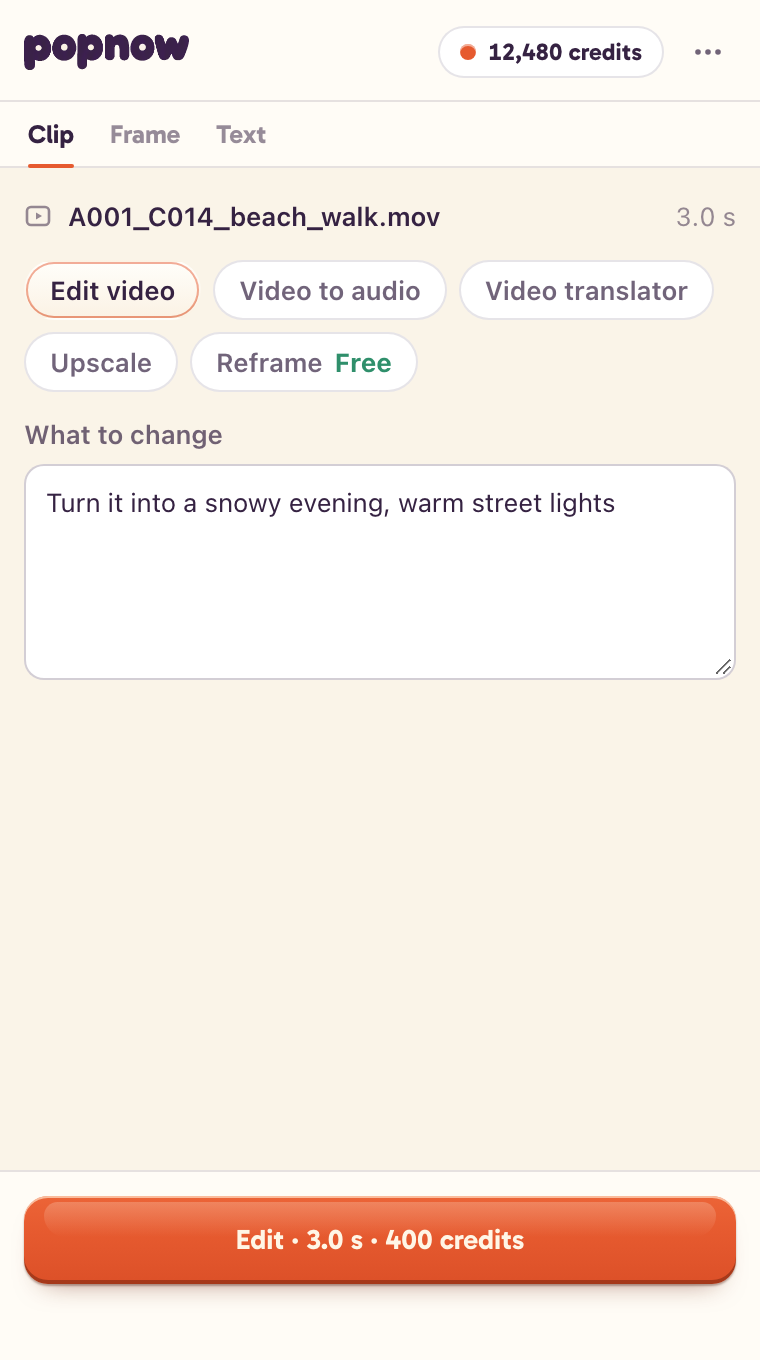 popnow
12,480 credits
Clip Frame Text
A001_C014_beach_walk.mov 3.0 s
Edit video Video to audio Video translator
Upscale Reframe Free
What to change
Turn it into a snowy evening, warm street lights
Edit · 3.0 s · 400 credits